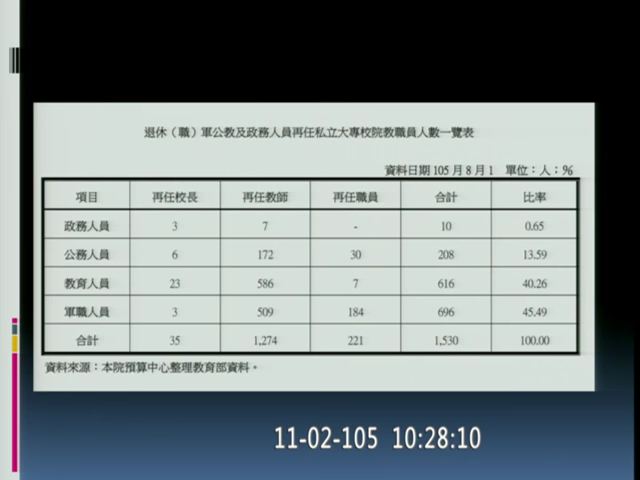 退休（職）軍公教及政務人員再任私立大專校院教職員人數一覽表
資料日期 105 月 8 月 1 單位：人；%
項目 再任校長 再任教師 再任職員 合計 比率
政務人員 3 7 - 10 0.65
公務人員 6 172 30 208 13.59
教育人員 23 586 7 616 40.26
軍職人員 3 509 184 696 45.49
合計 35 1,274 221 1,530 100.00
資料來源：本院預算中心整理教育部資料。
11-02-105 10:28:10